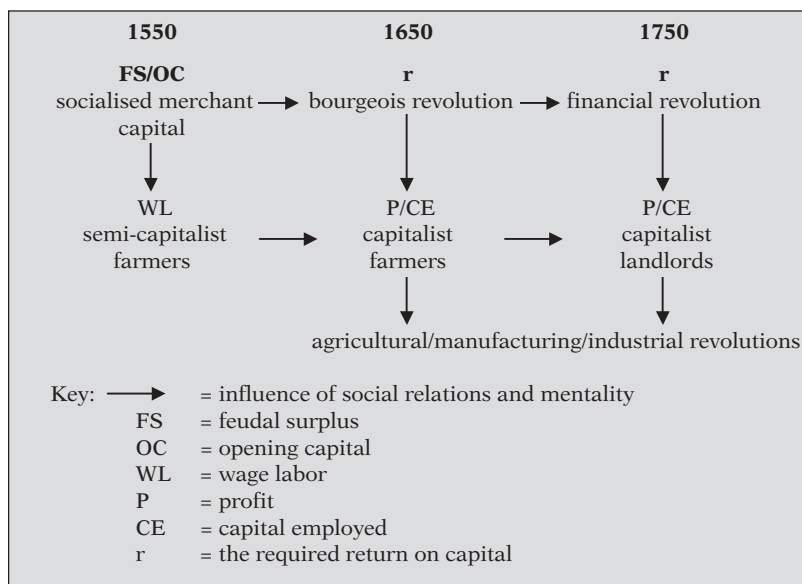 1550 1650 1750
FS/OC r r
socialised merchant bourgeois revolution financial revolution
capital
WL P/CE P/CE
semi-capitalist capitalist capitalist
farmers farmers landlords
agricultural/manufacturing/industrial revolutions
Key: = influence of social relations and mentality
FS = feudal surplus
OC = opening capital
WL = wage labor
P = profit
CE = capital employed
r = the required return on capital